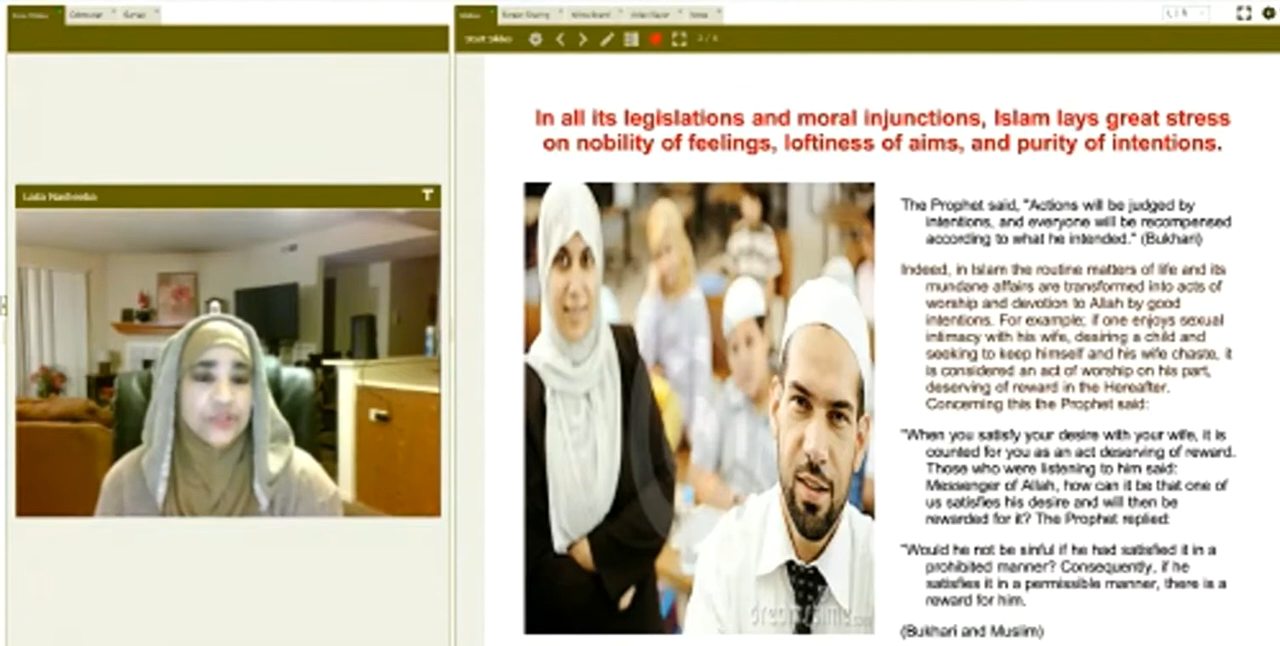 Start Slides
2 / 5
In all its legislations and moral injunctions, Islam lays great stress
on nobility of feelings, loftiness of aims, and purity of intentions.
The Prophet said, "Actions will be judged by
intentions, and everyone will be recompensed
according to what he intended." (Bukhari)
Indeed, in Islam the routine matters of life and its
mundane affairs are transformed into acts of
worship and devotion to Allah by good
intentions. For example; if one enjoys sexual
intimacy with his wife, desiring a child and
seeking to keep himself and his wife chaste, it
is considered an act of worship on his part,
deserving of reward in the Hereafter.
Concerning this the Prophet said:
"When you satisfy your desire with your wife, it is
counted for you as an act deserving of reward.
Those who were listening to him said:
Messenger of Allah, how can it be that one of
us satisfies his desire and will then be
rewarded for it? The Prophet replied:
"Would he not be sinful if he had satisfied it in a
prohibited manner? Consequently, if he
satisfies it in a permissible manner, there is a
reward for him.
(Bukhari and Muslim)
dreamstime.com